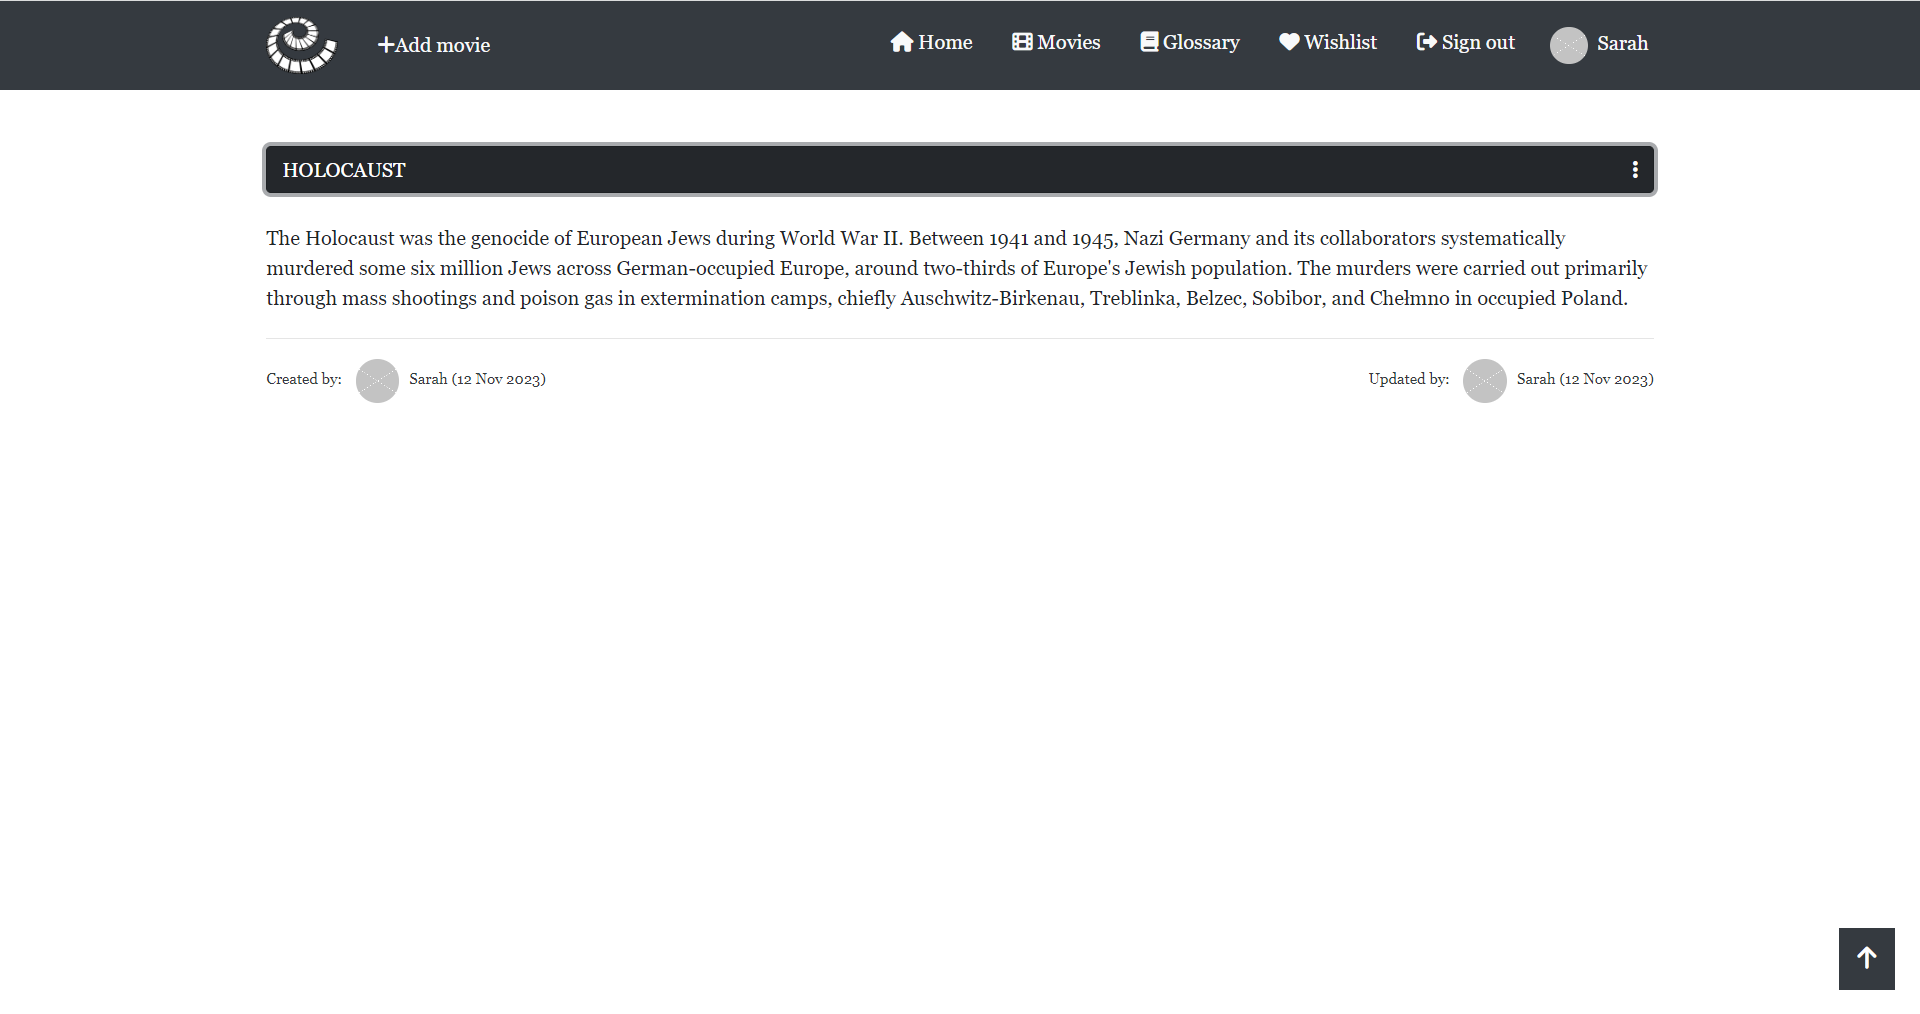 Add movie
Home
Movies
Glossary
Wishlist
Sign out
Sarah
HOLOCAUST
The Holocaust was the genocide of European Jews during World War II. Between 1941 and 1945, Nazi Germany and its collaborators systematically
murdered some six million Jews across German-occupied Europe, around two-thirds of Europe's Jewish population. The murders were carried out primarily
through mass shootings and poison gas in extermination camps, chiefly Auschwitz-Birkenau, Treblinka, Belzec, Sobibor, and Chełmno in occupied Poland.
Created by: Sarah (12 Nov 2023)
Updated by: Sarah (12 Nov 2023)